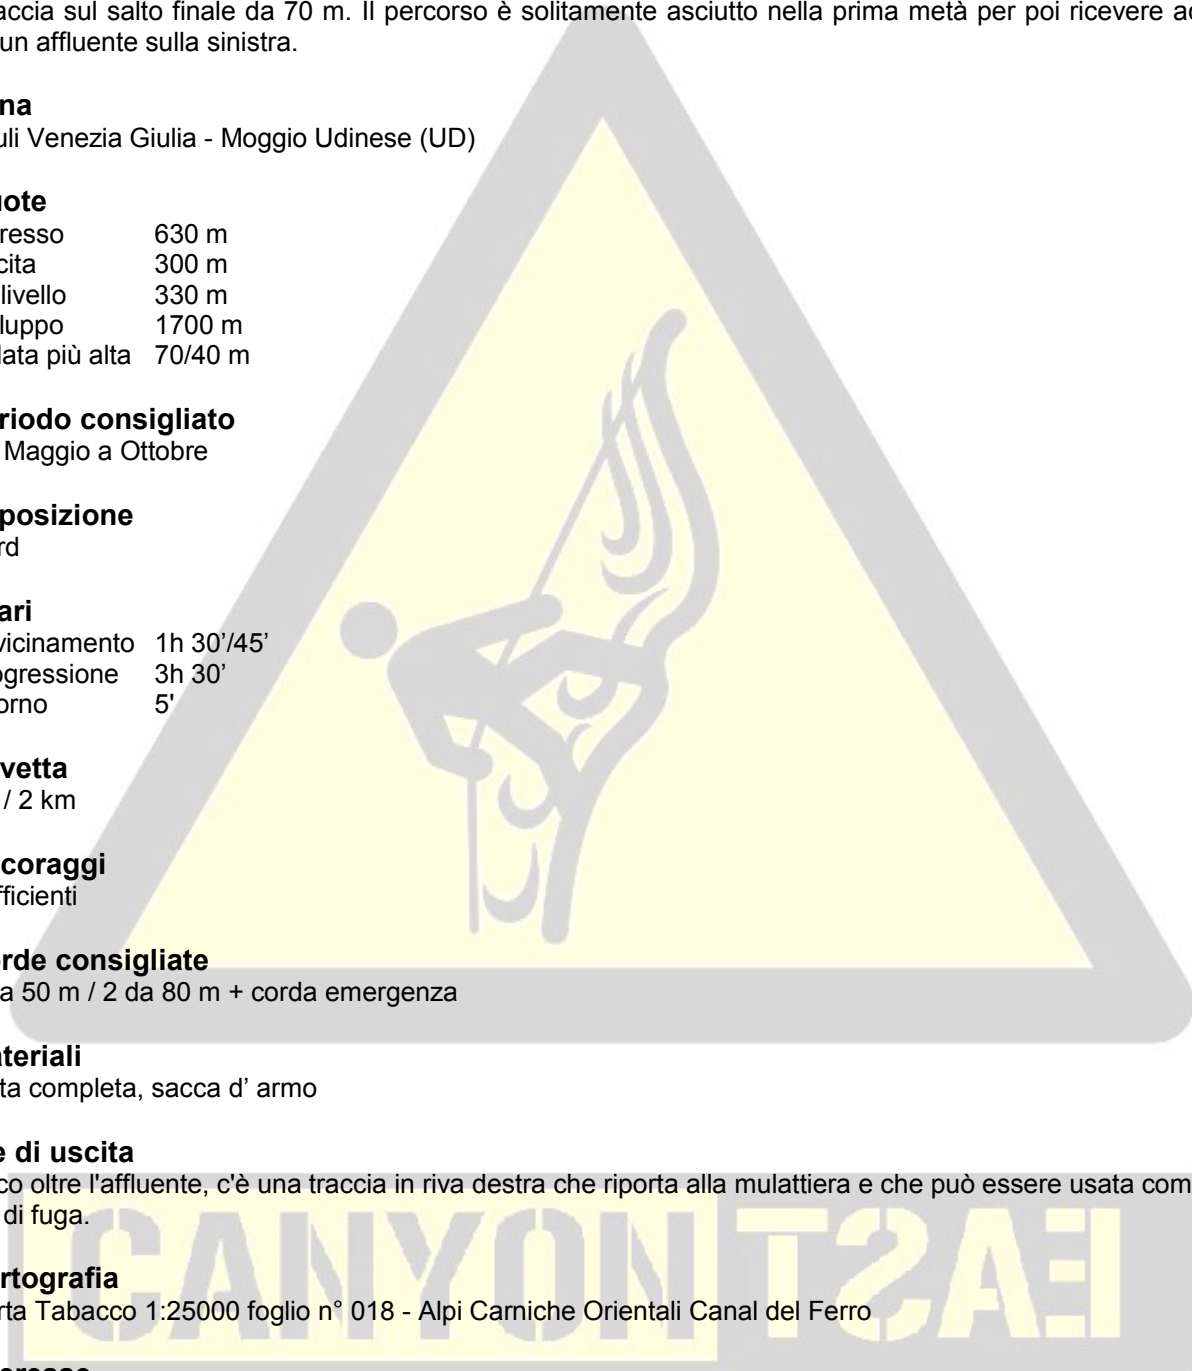 accia sul salto finale da 70 m. Il percorso è solitamente asciutto nella prima metà per poi ricevere ac
un affluente sulla sinistra.
na
uli Venezia Giulia - Moggio Udinese (UD)
uote
resso 630 m
cita 300 m
livello 330 m
luppo 1700 m
lata più alta 70/40 m
riodo consigliato
Maggio a Ottobre
posizione
rd
ari
vicinamento 1h 30’/45’
ogressione 3h 30’
orno 5'
vetta
/ 2 km
coraggi
fficienti
rde consigliate
a 50 m / 2 da 80 m + corda emergenza
ateriali
ta completa, sacca d’ armo
e di uscita
co oltre l'affluente, c'è una traccia in riva destra che riporta alla mulattiera e che può essere usata com
di fuga.
rtografia
rta Tabacco 1:25000 foglio n° 018 - Alpi Carniche Orientali Canal del Ferro
CANYON EAST